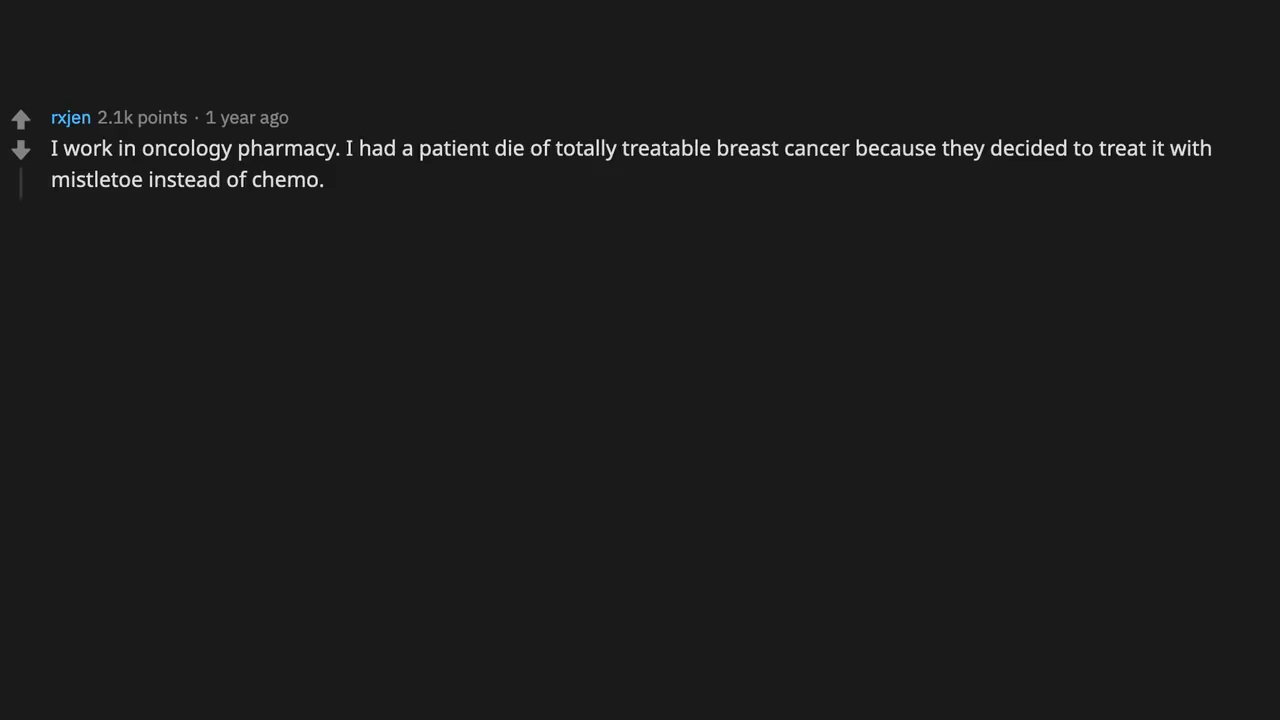 rxjen 2.1k points · 1 year ago
I work in oncology pharmacy. I had a patient die of totally treatable breast cancer because they decided to treat it with
mistletoe instead of chemo.